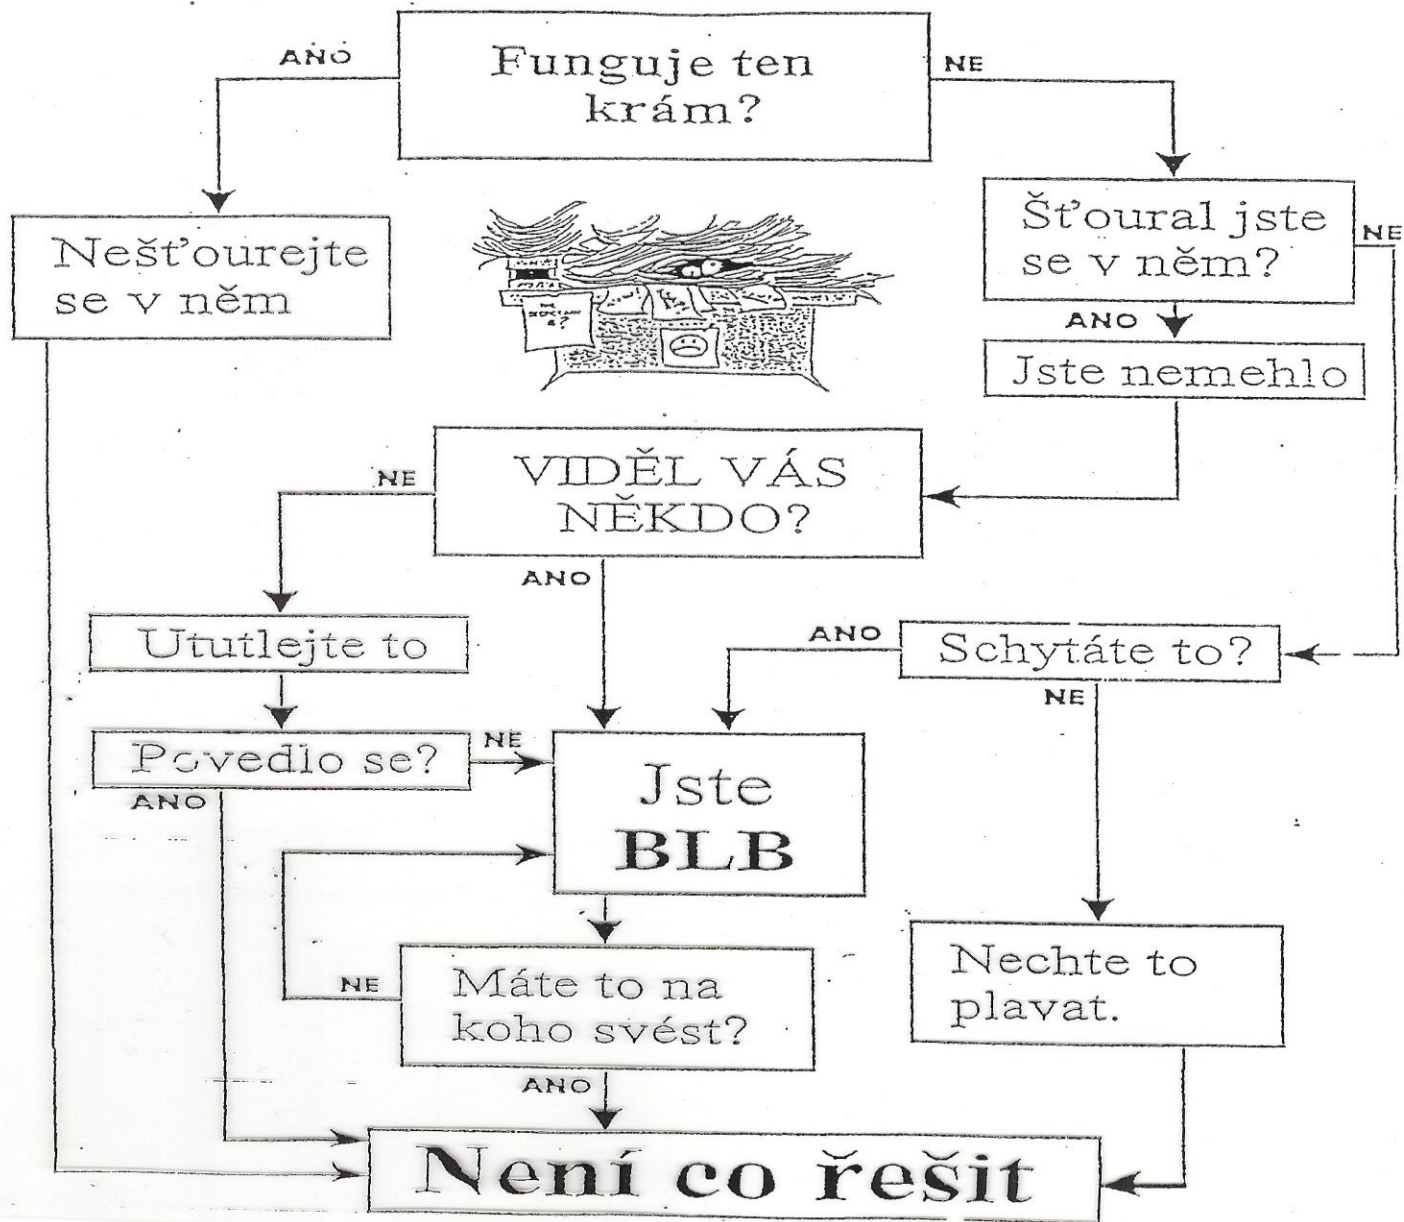 ANO
Funguje ten
krám?
NE
Nešťourejte
se v něm
Šťoural jste
se v něm?
NE
ANO
Jste nemehlo
VIDĚL VÁS
NĚKDO?
NE
ANO
Ututlejte to
ANO
Schytáte to?
NE
Povedlo se?
NE
ANO
Jste
BLB
Máte to na
koho svést?
NE
ANO
Nechte to
plavat.
Není co řešit